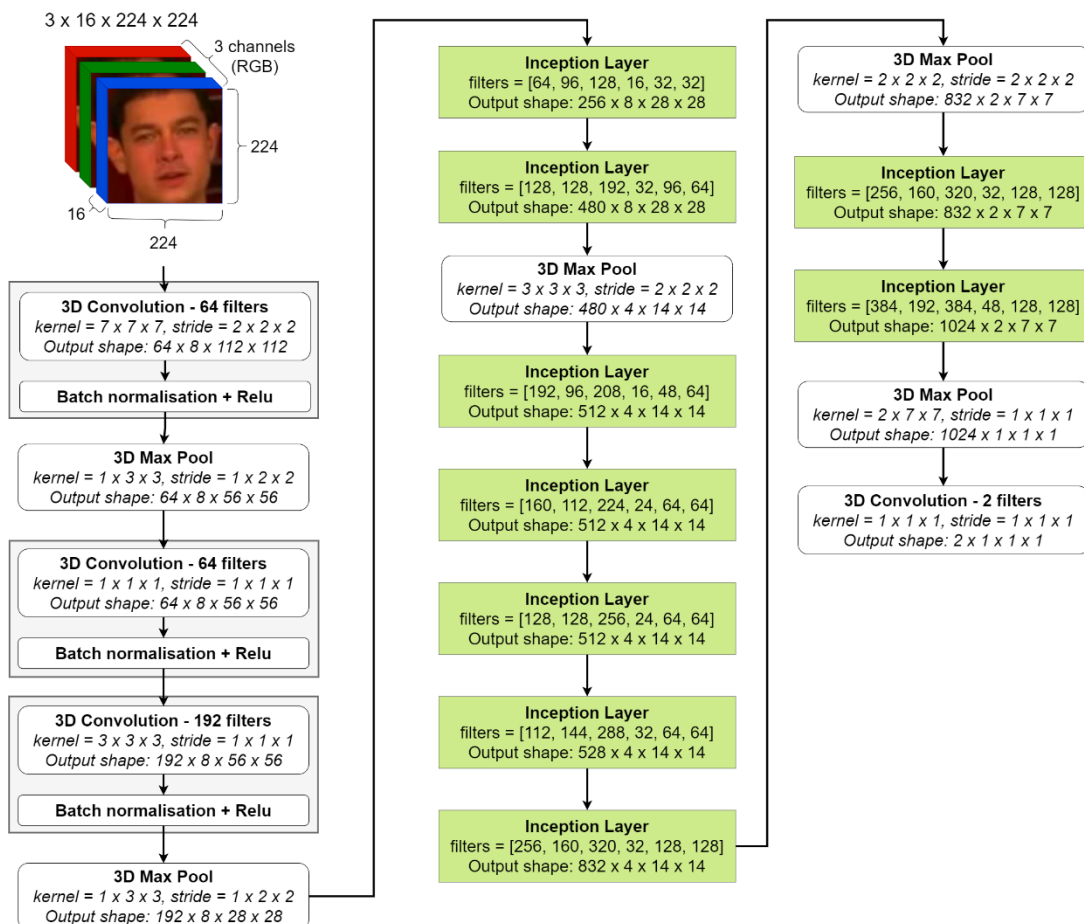 3 x 16 x 224 x 224
3 channels
(RGB)
224
16
224
3D Convolution - 64 filters
kernel = 7 x 7 x 7, stride = 2 x 2 x 2
Output shape: 64 x 8 x 112 x 112
Batch normalisation + Relu
3D Max Pool
kernel = 1 x 3 x 3, stride = 1 x 2 x 2
Output shape: 64 x 8 x 56 x 56
3D Convolution - 64 filters
kernel = 1 x 1 x 1, stride = 1 x 1 x 1
Output shape: 64 x 8 x 56 x 56
Batch normalisation + Relu
3D Convolution - 192 filters
kernel = 3 x 3 x 3, stride = 1 x 1 x 1
Output shape: 192 x 8 x 56 x 56
Batch normalisation + Relu
3D Max Pool
kernel = 1 x 3 x 3, stride = 1 x 2 x 2
Output shape: 192 x 8 x 28 x 28
Inception Layer
filters = [64, 96, 128, 16, 32, 32]
Output shape: 256 x 8 x 28 x 28
Inception Layer
filters = [128, 128, 192, 32, 96, 64]
Output shape: 480 x 8 x 28 x 28
3D Max Pool
kernel = 3 x 3 x 3, stride = 2 x 2 x 2
Output shape: 480 x 4 x 14 x 14
Inception Layer
filters = [192, 96, 208, 16, 48, 64]
Output shape: 512 x 4 x 14 x 14
Inception Layer
filters = [160, 112, 224, 24, 64, 64]
Output shape: 512 x 4 x 14 x 14
Inception Layer
filters = [128, 128, 256, 24, 64, 64]
Output shape: 512 x 4 x 14 x 14
Inception Layer
filters = [112, 144, 288, 32, 64, 64]
Output shape: 528 x 4 x 14 x 14
Inception Layer
filters = [256, 160, 320, 32, 128, 128]
Output shape: 832 x 4 x 14 x 14
3D Max Pool
kernel = 2 x 2 x 2, stride = 2 x 2 x 2
Output shape: 832 x 2 x 7 x 7
Inception Layer
filters = [256, 160, 320, 32, 128, 128]
Output shape: 832 x 2 x 7 x 7
Inception Layer
filters = [384, 192, 384, 48, 128, 128]
Output shape: 1024 x 2 x 7 x 7
3D Max Pool
kernel = 2 x 7 x 7, stride = 1 x 1 x 1
Output shape: 1024 x 1 x 1 x 1
3D Convolution - 2 filters
kernel = 1 x 1 x 1, stride = 1 x 1 x 1
Output shape: 2 x 1 x 1 x 1